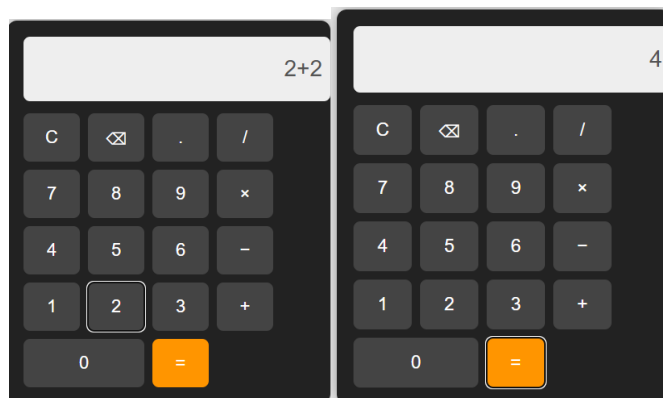 2+2
C ⌫ . /
7 8 9 ×
4 5 6 −
1 2 3 +
0 =
4
C ⌫ . /
7 8 9 ×
4 5 6 −
1 2 3 +
0 =